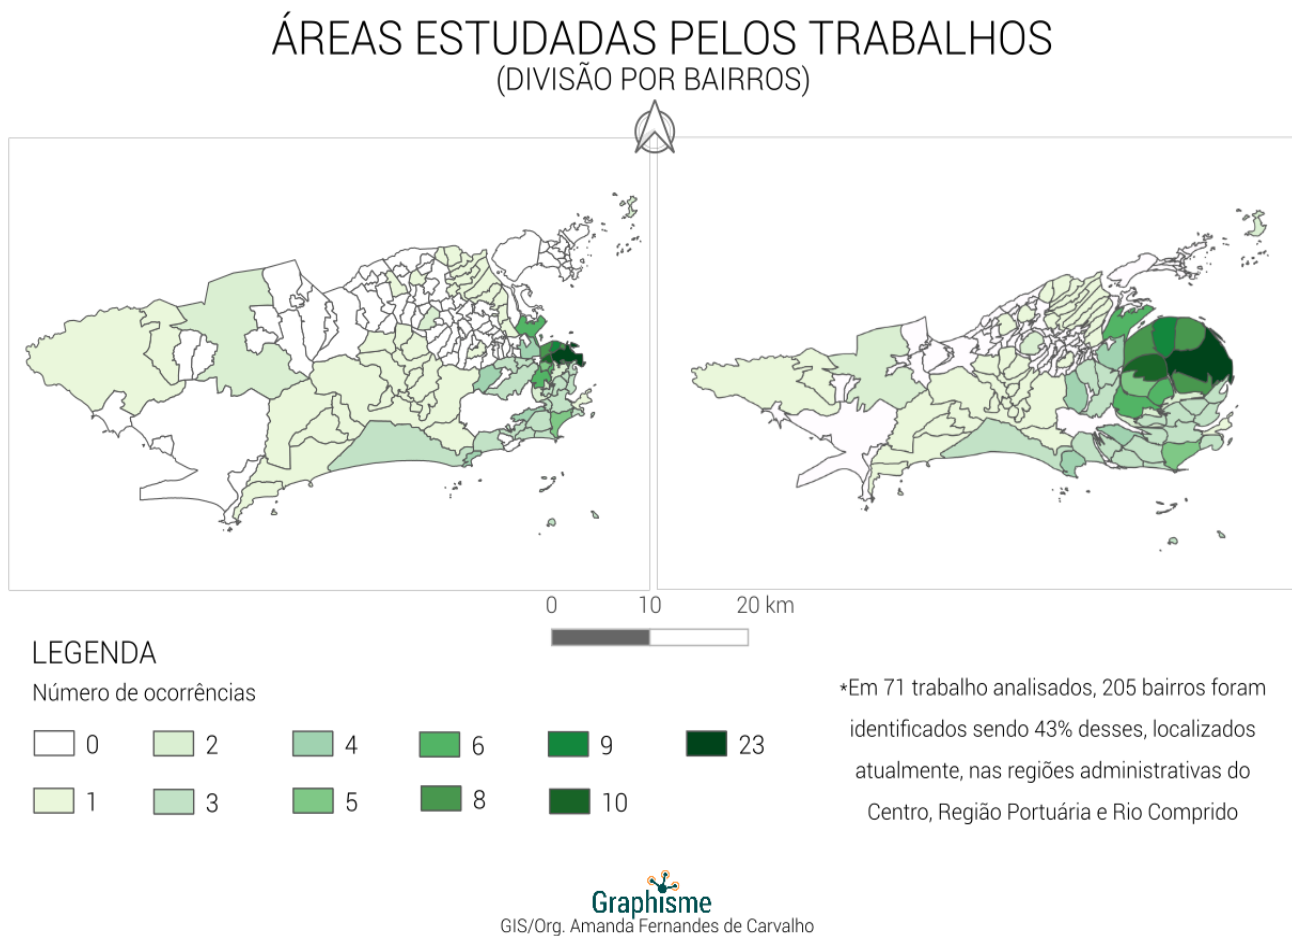 ÁREAS ESTUDADAS PELOS TRABALHOS
(DIVISÃO POR BAIRROS)
0 10 20 km
LEGENDA
Número de ocorrências
0 2 4 6 9 23
1 3 5 8 10
*Em 71 trabalho analisados, 205 bairros foram
identificados sendo 43% desses, localizados
atualmente, nas regiões administrativas do
Centro, Região Portuária e Rio Comprido
Graphisme
GIS/Org. Amanda Fernandes de Carvalho